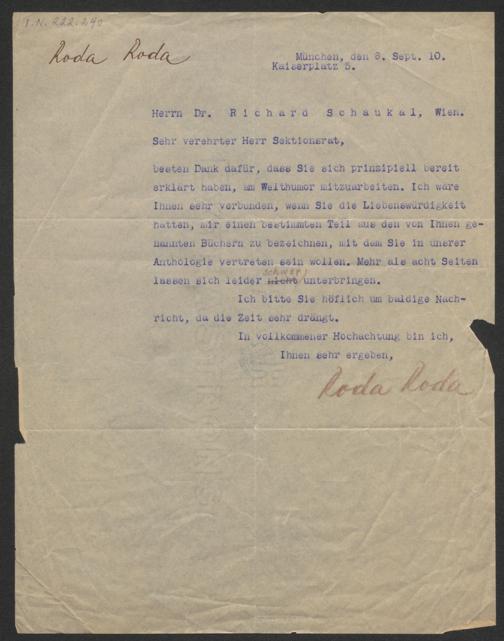 I.N. 222.240
Roda Roda
München, den 8. Sept. 10.
Kaiserplatz 5.
Herrn Dr. Richard Schaukal, Wien.
Sehr verehrter Herr Sektionsrat,
besten Dank dafür, dass Sie sich prinzipiell bereit
erklärt haben, am Welthumor mitzuarbeiten. Ich wäre
Ihnen sehr verbunden, wenn Sie die Liebenswürdigkeit
hätten, mir einen bestimmten Teil aus den von Ihnen ge-
nannten Büchern zu bezeichnen, mit dem Sie in unsrer
Anthologie vertreten sein wollen. Mehr als acht Seiten
schwer
lassen sich leider nicht unterbringen.
Ich bitte Sie höflich um baldige Nach-
richt, da die Zeit sehr drängt.
In vollkommener Hochachtung bin ich,
Ihnen sehr ergeben,
Roda Roda